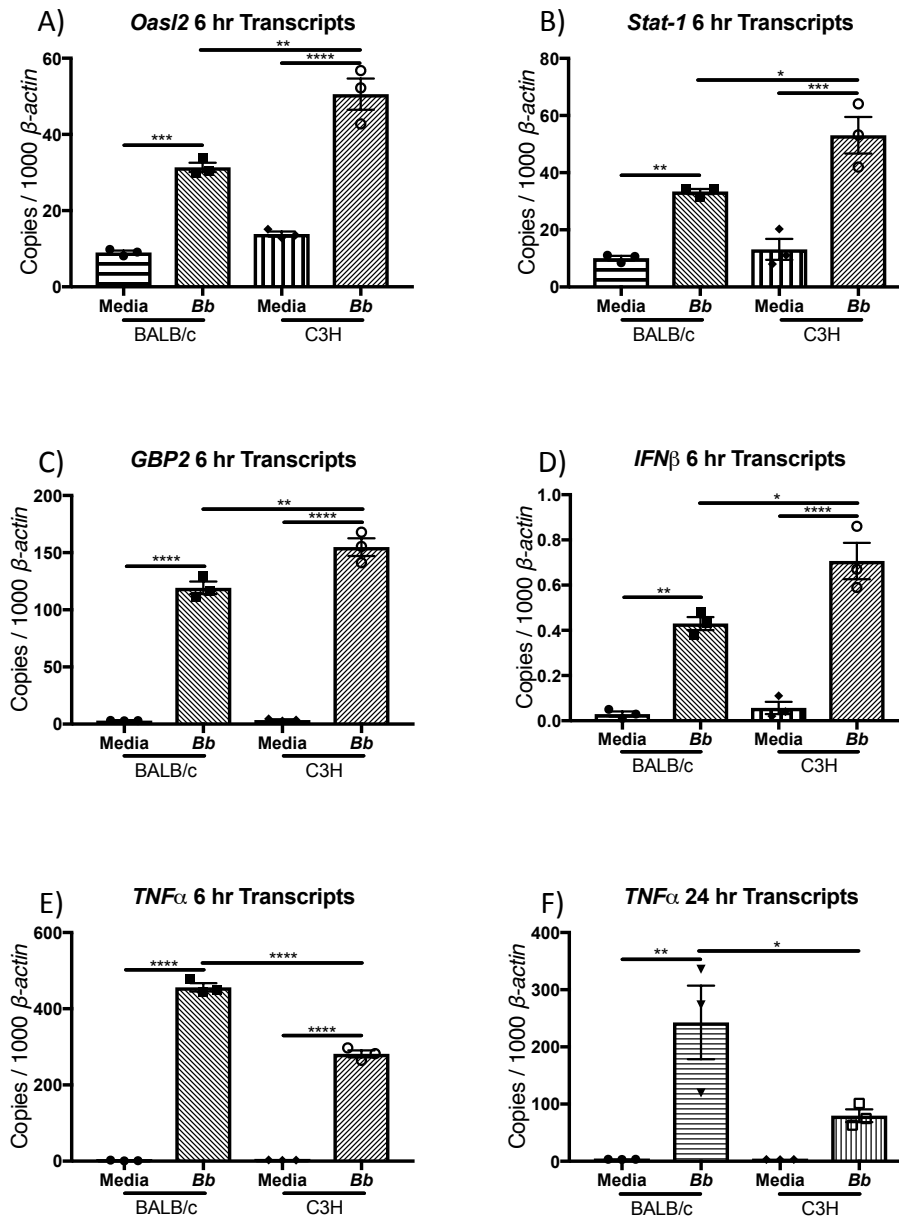 A)
Oasl2 6 hr Transcripts
Copies / 1000 β-actin
60
40
20
0
***
**
****
Media Bb Media Bb
BALB/c C3H
B)
Stat-1 6 hr Transcripts
Copies / 1000 β-actin
80
60
40
20
0
**
*
***
Media Bb Media Bb
BALB/c C3H
C)
GBP2 6 hr Transcripts
Copies / 1000 β-actin
200
150
100
50
0
****
**
****
Media Bb Media Bb
BALB/c C3H
D)
IFNβ 6 hr Transcripts
Copies / 1000 β-actin
1.0
0.8
0.6
0.4
0.2
0.0
**
*
****
Media Bb Media Bb
BALB/c C3H
E)
TNFα 6 hr Transcripts
Copies / 1000 β-actin
600
400
200
0
****
****
****
Media Bb Media Bb
BALB/c C3H
F)
TNFα 24 hr Transcripts
Copies / 1000 β-actin
400
300
200
100
0
**
*
Media Bb Media Bb
BALB/c C3H